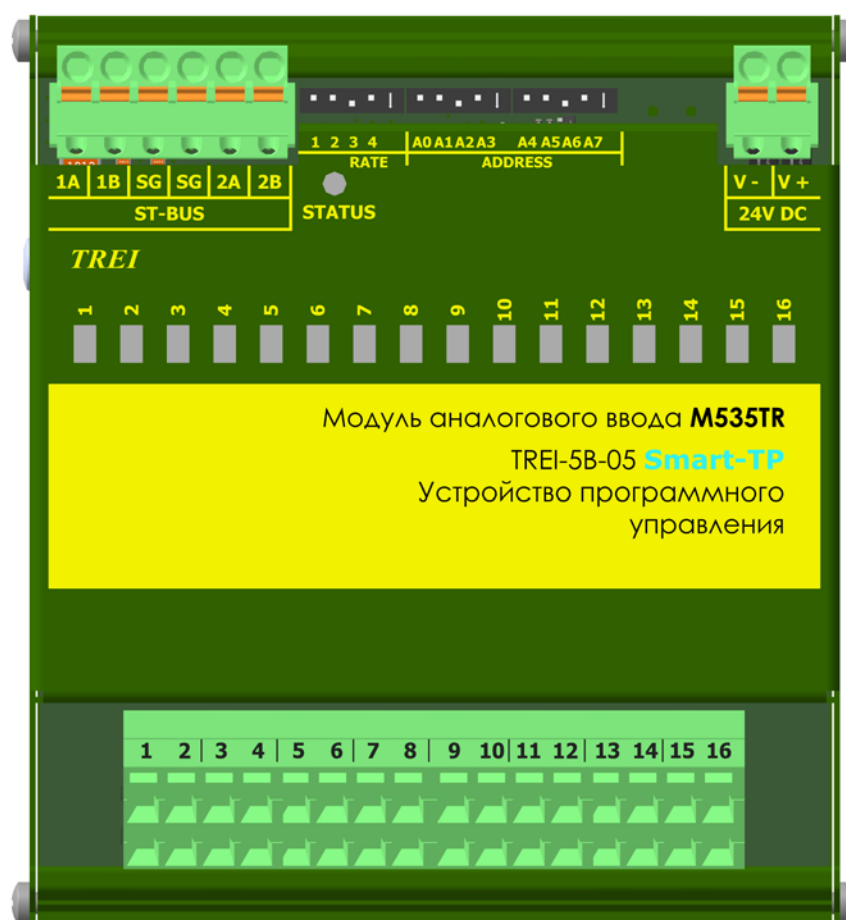 1 2 3 4 A0 A1 A2 A3 A4 A5 A6 A7
RATE ADDRESS
1A 1B SG SG 2A 2B V - V +
ST-BUS STATUS 24V DC
TREI
1 2 3 4 5 6 7 8 9 10 11 12 13 14 15 16
Модуль аналогового ввода M535TR
TREI-5B-05 Smart-TP
Устройство программного
управления
1 2 3 4 5 6 7 8 9 10 11 12 13 14 15 16